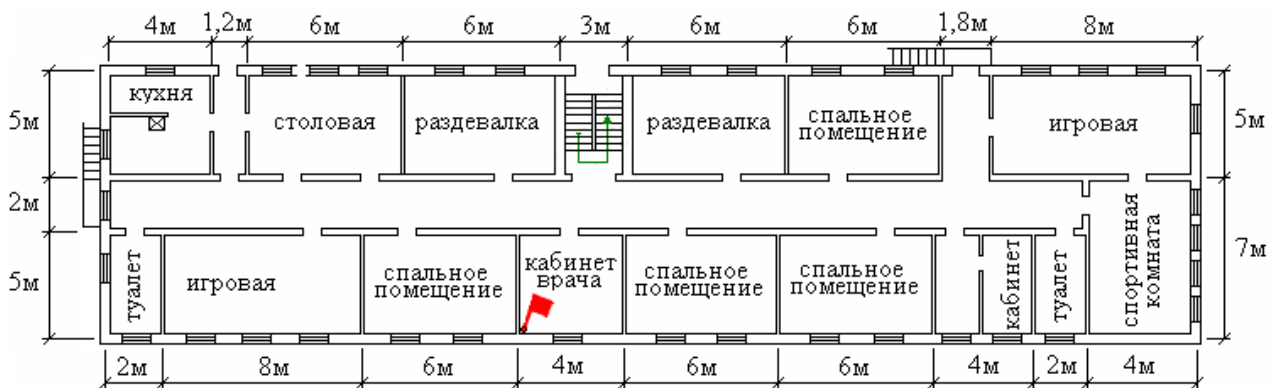 4м 1,2м 6м 6м 3м 6м 6м 1,8м 8м
5м
кухня
столовая
раздевалка
раздевалка
спальное
помещение
игровая
5м
2м
5м
туалет
игровая
спальное
помещение
кабинет
врача
спальное
помещение
спальное
помещение
кабинет
туалет
спортивная
комната
7м
2м 8м 6м 4м 6м 6м 4м 2м 4м